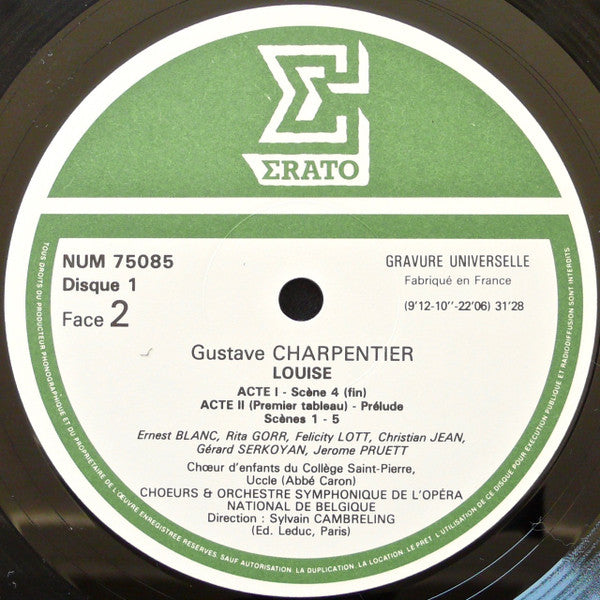 ΣRATO
NUM 75085
Disque 1
Face 2
GRAVURE UNIVERSELLE
Fabriqué en France
(9'12-10''-22'06) 31'28
Gustave CHARPENTIER
LOUISE
ACTE I - Scène 4 (fin)
ACTE II (Premier tableau) - Prélude
Scènes 1 - 5
Ernest BLANC, Rita GORR, Felicity LOTT, Christian JEAN,
Gérard SERKOYAN, Jerome PRUETT
Chœur d'enfants du Collège Saint-Pierre,
Uccle (Abbé Caron)
CHOEURS & ORCHESTRE SYMPHONIQUE DE L'OPÉRA
NATIONAL DE BELGIQUE
Direction : Sylvain CAMBRELING
(Ed. Leduc, Paris)
TOUS DROITS DU PRODUCTEUR PHONOGRAPHIQUE ET DU PROPRIETAIRE DE L'ŒUVRE ENREGISTREE RESERVES. SAUF AUTORISATION. LA DUPLICATION. LA LOCATION. LE PRET. L'UTILISATION DE CE DISQUE POUR EXECUTION PUBLIQUE ET RADIODIFFUSION SONT INTERDITS